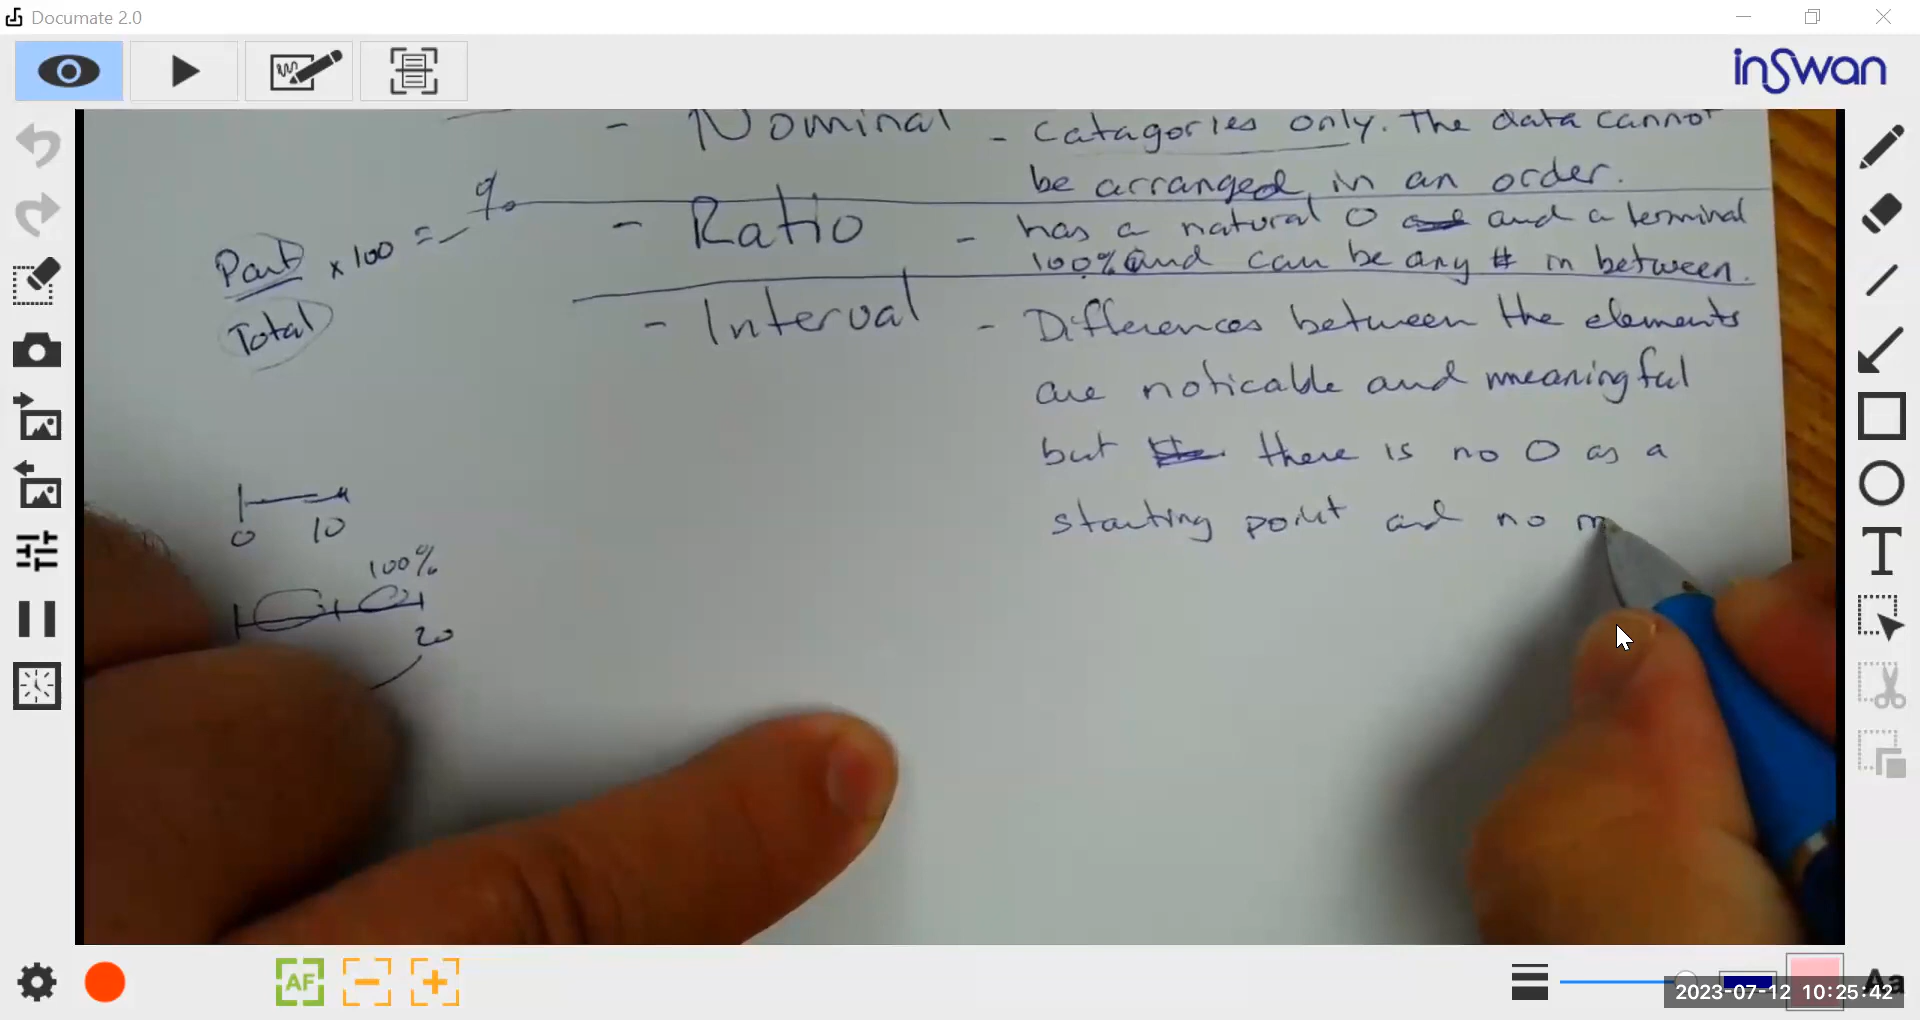 Documate 2.0
inSwan
- Nominal - Catagories only. The data cannot
be arranged in an order.
Part x 100 = %
Total
- Ratio - has a natural 0 and a terminal
100% and can be any # in between.
- Interval - Differences between the elements
are noticable and meaningful
but there is no 0 as a
starting point and no m
0 10
100%
20
AF
T
Aa
2023-07-12 10:25:42